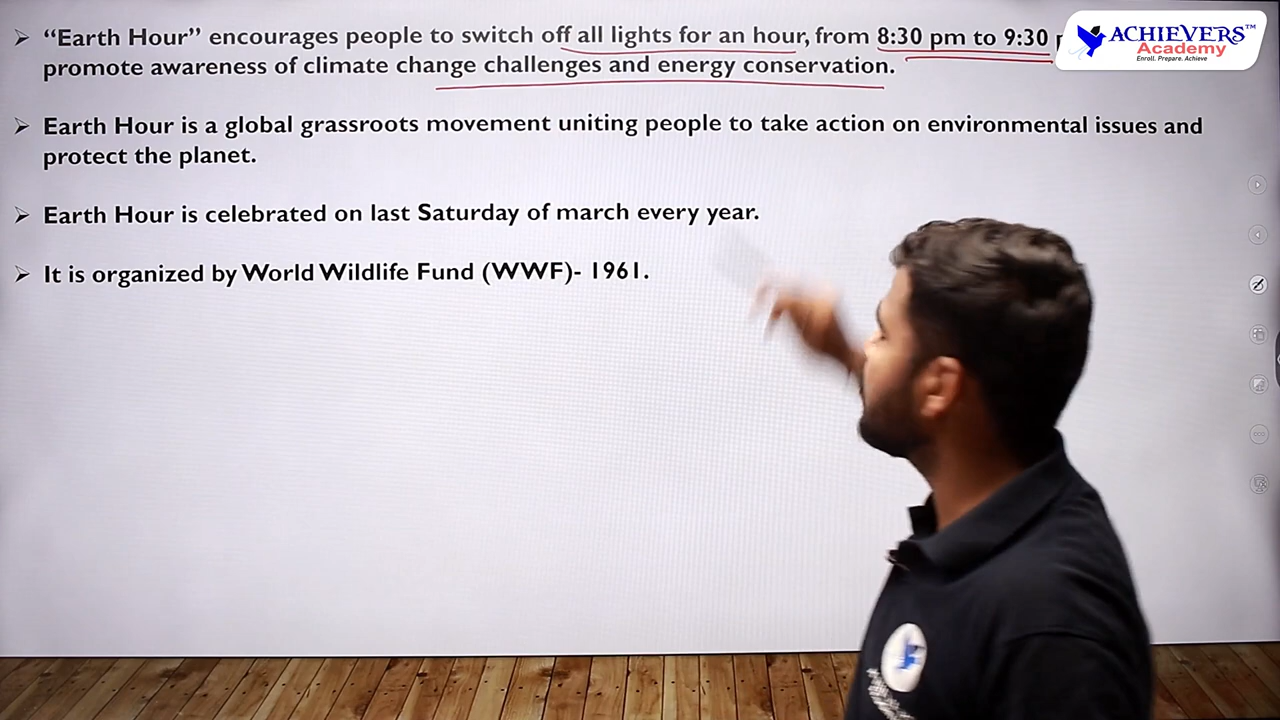 ➢ “Earth Hour” encourages people to switch off all lights for an hour, from 8:30 pm to 9:30
promote awareness of climate change challenges and energy conservation.
➢ Earth Hour is a global grassroots movement uniting people to take action on environmental issues and
protect the planet.
➢ Earth Hour is celebrated on last Saturday of march every year.
➢ It is organized by World Wildlife Fund (WWF)- 1961.
ACHIEVERS™
Academy
Enroll. Prepare. Achieve